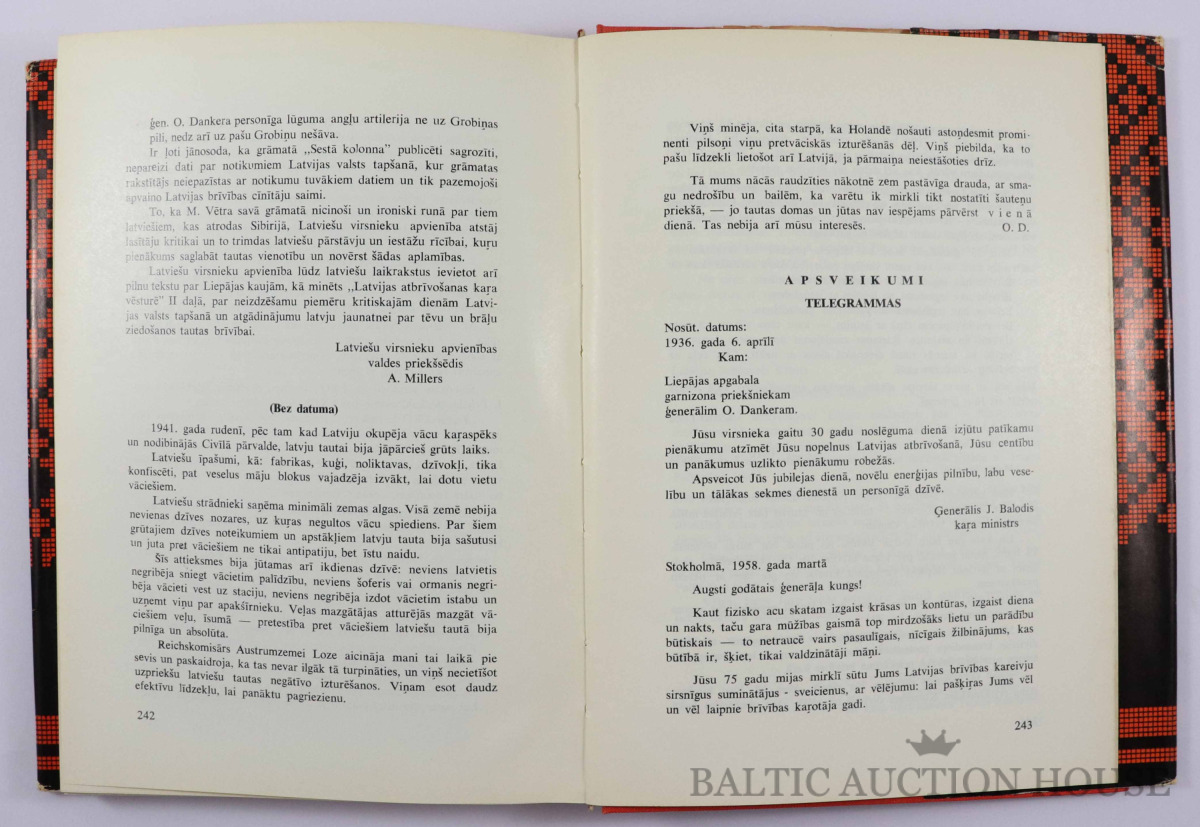 ģen. O. Dankera personīga lūguma angļu artilerija ne uz Grobiņas
pili, nedz arī uz pašu Grobiņu nešāva.
Ir ļoti jānosoda, ka grāmatā „Sestā kolonna” publicēti sagrozīti,
nepareizi dati par notikumiem Latvijas valsts tapšanā, kur grāmatas
rakstītājs neiepazīstas ar notikumu tuvākiem datiem un tik pazemojoši
apvaino Latvijas brīvības cīnītāju saimi.
To, ka M. Vētra savā grāmatā nicinoši un ironiski runā par tiem
latviešiem, kas atrodas Sibīrijā, Latviešu virsnieku apvienība atstāj
lasītāju kritikai un to trimdas latviešu pārstāvju un iestāžu rīcībai, kuŗu
pienākums saglabāt tautas vienotību un novērst šādas aplamības.
Latviešu virsnieku apvienība lūdz latviešu laikrakstus ievietot arī
pilnu tekstu par Liepājas kaujām, kā minēts „Latvijas atbrīvošanas kaŗa
vēsturē” II daļā, par neizdzēšamu piemēru kritiskajām dienām Latvi-
jas valsts tapšanā un atgādinājumu latvju jaunatnei par tēvu un brāļu
ziedošanos tautas brīvībai.
Latviešu virsnieku apvienības
valdes priekšsēdis
A. Millers
(Bez datuma)
1941. gada rudenī, pēc tam kad Latviju okupēja vācu kaŗaspēks
un nodibinājās Civīlā pārvalde, latvju tautai bija jāpārcieš grūts laiks.
Latviešu īpašumi, kā: fabrikas, kuģi, noliktavas, dzīvokļi, tika
konfiscēti, pat veselus māju blokus vajadzēja izvākt, lai dotu vietu
vāciešiem.
Latviešu strādnieki saņēma minimāli zemas algas. Visā zemē nebija
nevienas dzīves nozares, uz kuŗas negultos vācu spiediens. Par šiem
grūtajiem dzīves noteikumiem un apstākļiem latvju tauta bija sašutusi
un juta pret vāciešiem ne tikai antipatiju, bet īstu naidu.
Šīs attieksmes bija jūtamas arī ikdienas dzīvē: neviens latvietis
negribēja sniegt vācietim palīdzību, neviens šoferis vai ormanis negri-
bēja vācieti vest uz staciju, neviens negribēja izdot vācietim istabu un
uzņemt viņu par apakšīrnieku. Veļas mazgātājas atturējās mazgāt vā-
ciešiem veļu, īsumā — pretestība pret vāciešiem latviešu tautā bija
pilnīga un absolūta.
Reichskomisārs Austrumzemei Loze aicināja mani tai laikā pie
sevis un paskaidroja, ka tas nevar ilgāk tā turpināties, un viņš necietīšot
uzpriekšu latviešu tautas negātīvo izturēšanos. Viņam esot daudz
efektīvu līdzekļu, lai panāktu pagriezienu.
242
Viņš minēja, cita starpā, ka Holandē nošauti astoņdesmit promi-
nenti pilsoņi viņu pretvāciskās izturēšanās dēļ. Viņš piebilda, ka to
pašu līdzekli lietošot arī Latvijā, ja pārmaiņa neiestāšoties drīz.
Tā mums nācās raudzīties nākotnē zem pastāvīga drauda, ar sma-
gu nedrošību un bailēm, ka varētu ik mirkli tikt nostatīti šauteņu
priekšā, — jo tautas domas un jūtas nav iespējams pārvērst v i e n ā
dienā. Tas nebija arī mūsu interesēs. O. D.
A P S V E I K U M I
TELEGRAMMAS
Nosūt. datums:
1936. gada 6. aprīlī
Kam:
Liepājas apgabala
garnizona priekšniekam
ģenerālim O. Dankeram.
Jūsu virsnieka gaitu 30 gadu noslēguma dienā izjūtu patīkamu
pienākumu atzīmēt Jūsu nopelnus Latvijas atbrīvošanā, Jūsu centību
un panākumus uzlikto pienākumu robežās.
Apsveicot Jūs jubilejas dienā, novēlu enerģijas pilnību, labu vese-
lību un tālākas sekmes dienestā un personīgā dzīvē.
Ģenerālis J. Balodis
kaŗa ministrs
Stokholmā, 1958. gada martā
Augsti godātais ģenerāļa kungs!
Kaut fizisko acu skatam izgaist krāsas un kontūras, izgaist diena
un nakts, taču gara mūžības gaismā top mirdzošāks lietu un parādību
būtiskais — to netraucē vairs pasaulīgais, nīcīgais žilbinājums, kas
būtībā ir, šķiet, tikai valdzinātāji māņi.
Jūsu 75 gadu mijas mirklī sūtu Jums Latvijas brīvības kareivju
sirsnīgus suminātājus - sveicienus, ar vēlējumu: lai pašķiŗas Jums vēl
un vēl laipnie brīvības kaŗotāja gadi.
243
BALTIC AUCTION HOUSE